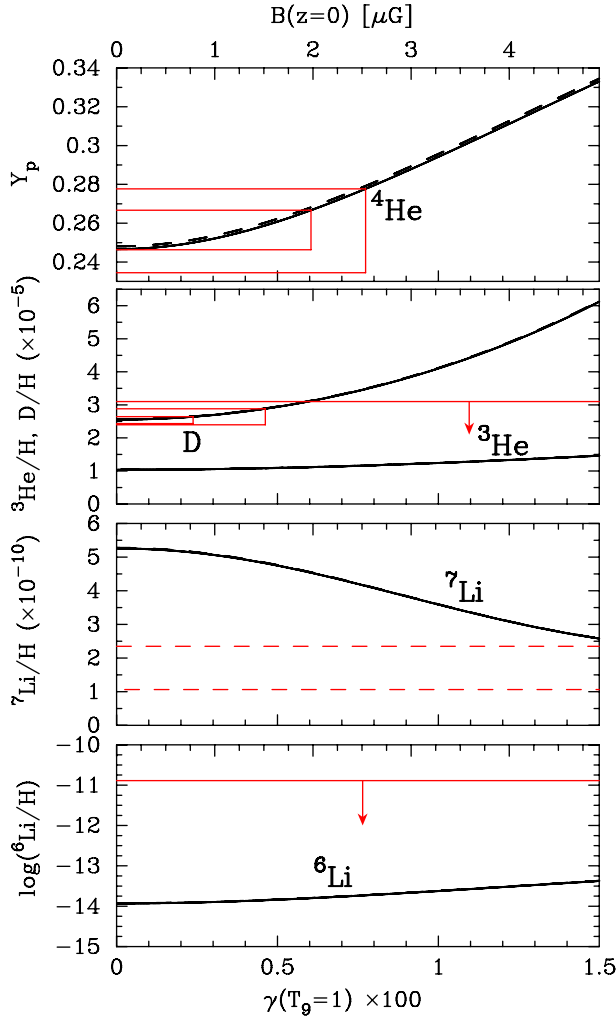 B(z=0) [μG]
0 1 2 3 4
0.34
0.32
0.3
0.28
0.26
0.24
Y_p
⁴He
6
5
4
3
2
1
0
³He/H, D/H (×10⁻⁵)
D
³He
6
5
4
3
2
1
0
⁷Li/H (×10⁻¹⁰)
⁷Li
−10
−11
−12
−13
−14
−15
log(⁶Li/H)
⁶Li
0 0.5 1 1.5
γ(T₉=1) ×100